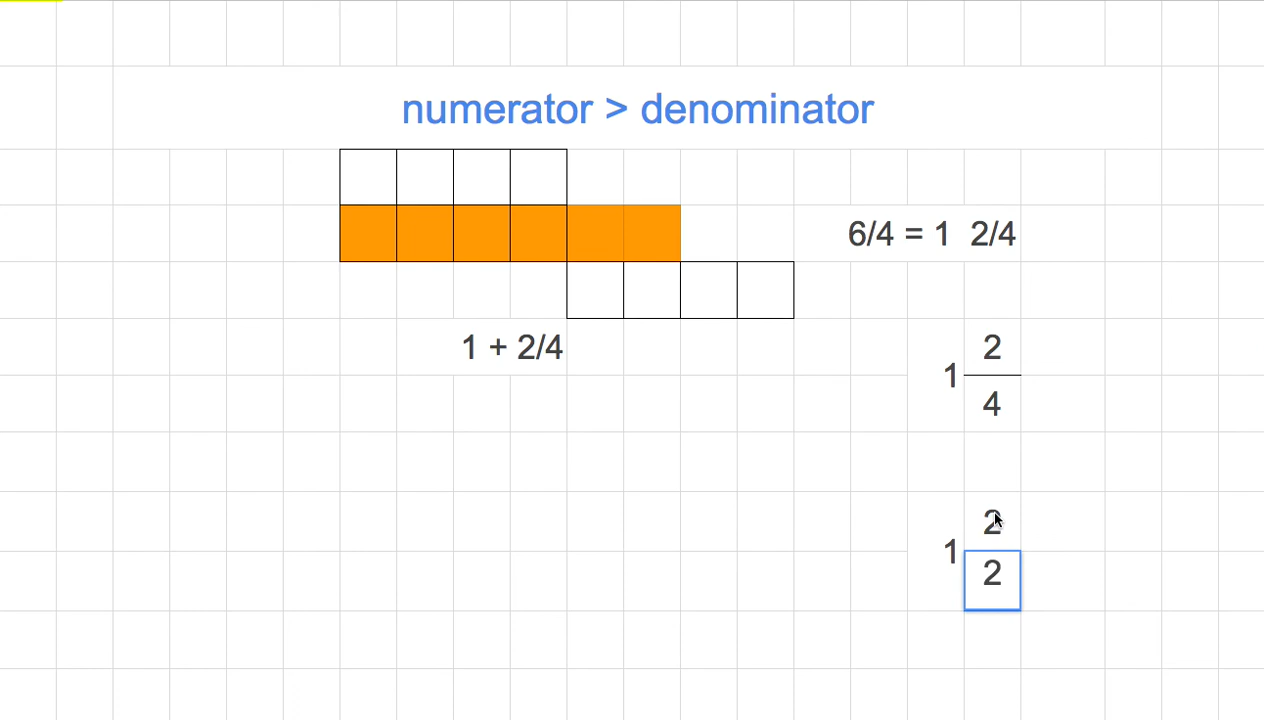 numerator > denominator
6/4 = 1  2/4
1 + 2/4
2
1
4
2
1
2